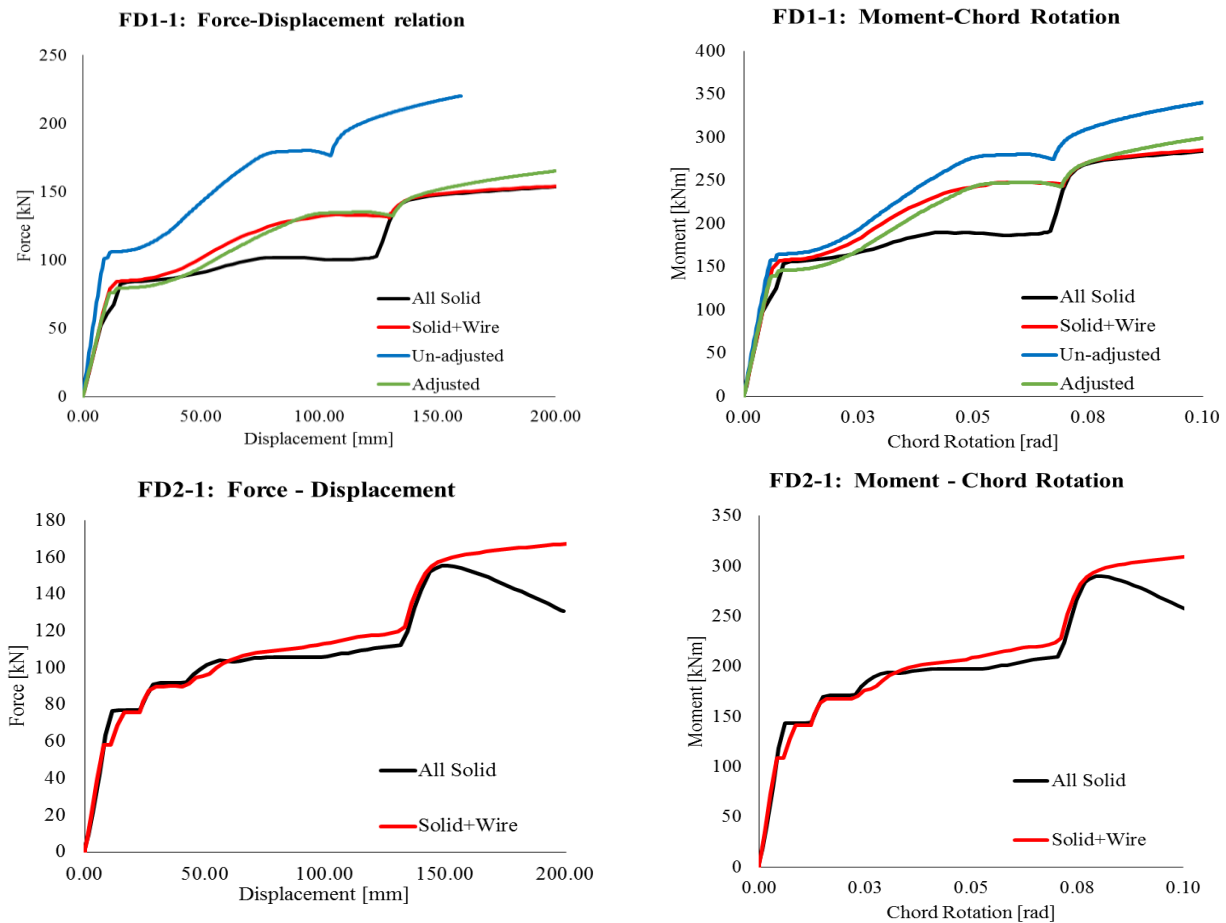 FD1-1: Force-Displacement relation
250
200
150
100
50
0
Force [kN]
0.00 50.00 100.00 150.00 200.00
Displacement [mm]
All Solid
Solid+Wire
Un-adjusted
Adjusted
FD1-1: Moment-Chord Rotation
400
350
300
250
200
150
100
50
0
Moment [kNm]
0.00 0.03 0.05 0.08 0.10
Chord Rotation [rad]
All Solid
Solid+Wire
Un-adjusted
Adjusted
FD2-1: Force - Displacement
180
160
140
120
100
80
60
40
20
0
Force [kN]
0.00 50.00 100.00 150.00 200.00
Displacement [mm]
All Solid
Solid+Wire
FD2-1: Moment - Chord Rotation
350
300
250
200
150
100
50
0
Moment [kNm]
0.00 0.03 0.05 0.08 0.10
Chord Rotation [rad]
All Solid
Solid+Wire